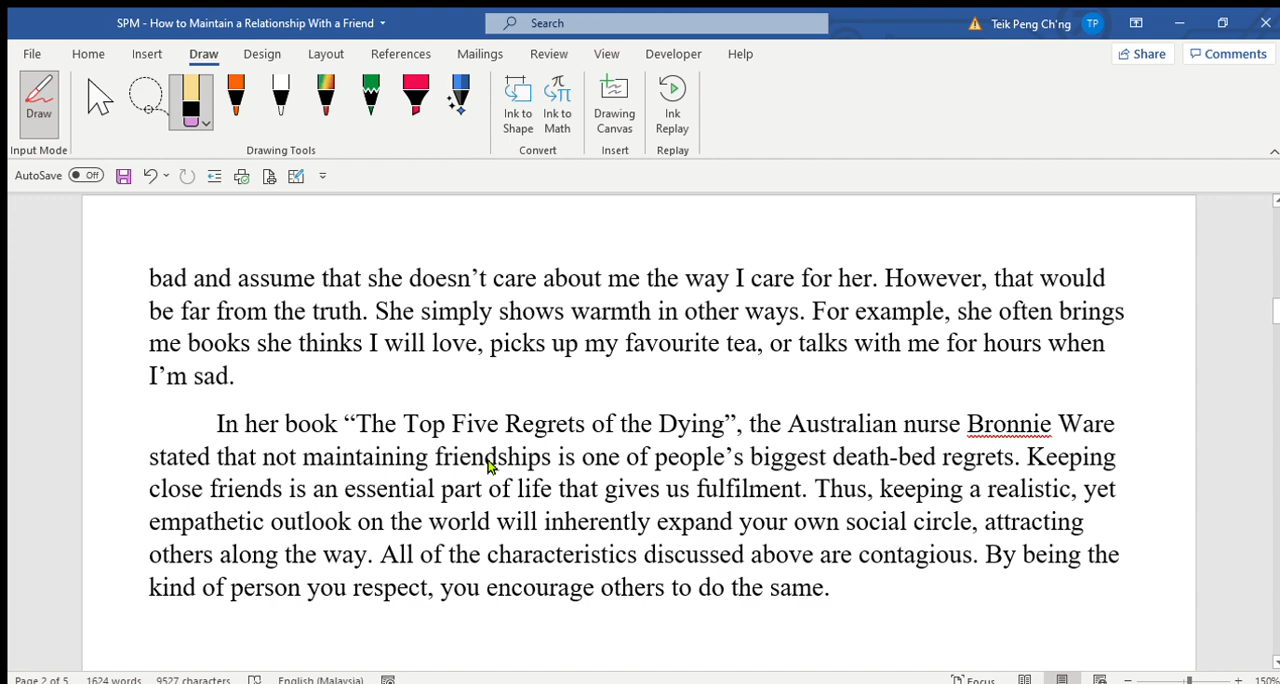 SPM - How to Maintain a Relationship With a Friend
Search
Teik Peng Ch'ng
TP
File Home Insert Draw Design Layout References Mailings Review View Developer Help
Share Comments
Draw
Ink to Shape
Ink to Math
Drawing Canvas
Ink Replay
Input Mode Drawing Tools Convert Insert Replay
AutoSave Off
bad and assume that she doesn’t care about me the way I care for her. However, that would
be far from the truth. She simply shows warmth in other ways. For example, she often brings
me books she thinks I will love, picks up my favourite tea, or talks with me for hours when
I’m sad.
In her book “The Top Five Regrets of the Dying”, the Australian nurse Bronnie Ware
stated that not maintaining friendships is one of people’s biggest death-bed regrets. Keeping
close friends is an essential part of life that gives us fulfilment. Thus, keeping a realistic, yet
empathetic outlook on the world will inherently expand your own social circle, attracting
others along the way. All of the characteristics discussed above are contagious. By being the
kind of person you respect, you encourage others to do the same.
Page 2 of 5 1624 words 9527 characters English (Malaysia) Focus 150%